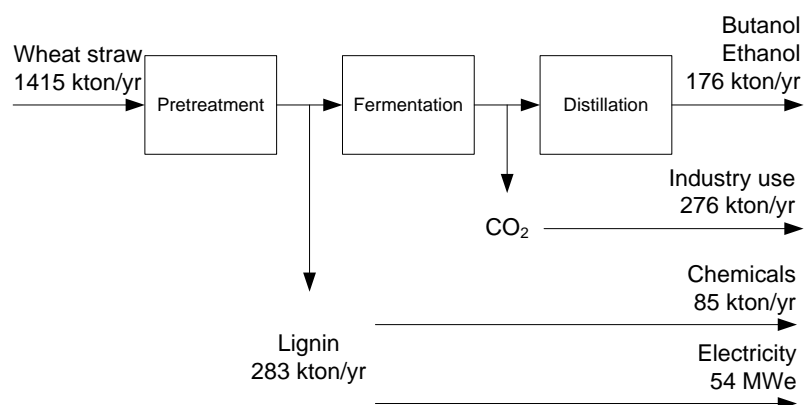 Wheat straw
1415 kton/yr
Pretreatment
Fermentation
Distillation
Butanol
Ethanol
176 kton/yr
CO₂
Industry use
276 kton/yr
Lignin
283 kton/yr
Chemicals
85 kton/yr
Electricity
54 MWe